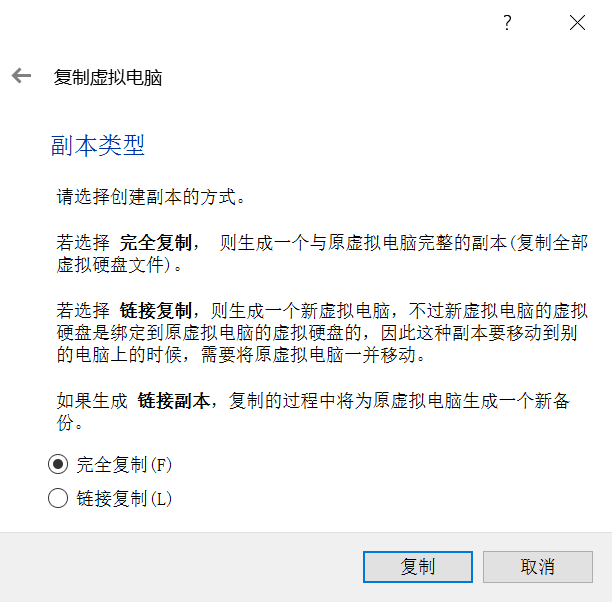 ?
复制虚拟电脑
副本类型
请选择创建副本的方式。
若选择 完全复制， 则生成一个与原虚拟电脑完整的副本(复制全部
虚拟硬盘文件)。
若选择 链接复制，则生成一个新虚拟电脑，不过新虚拟电脑的虚拟
硬盘是绑定到原虚拟电脑的虚拟硬盘的，因此这种副本要移动到别
的电脑上的时候，需要将原虚拟电脑一并移动。
如果生成 链接副本，复制的过程中将为原虚拟电脑生成一个新备
份。
完全复制(F)
链接复制(L)
复制 取消